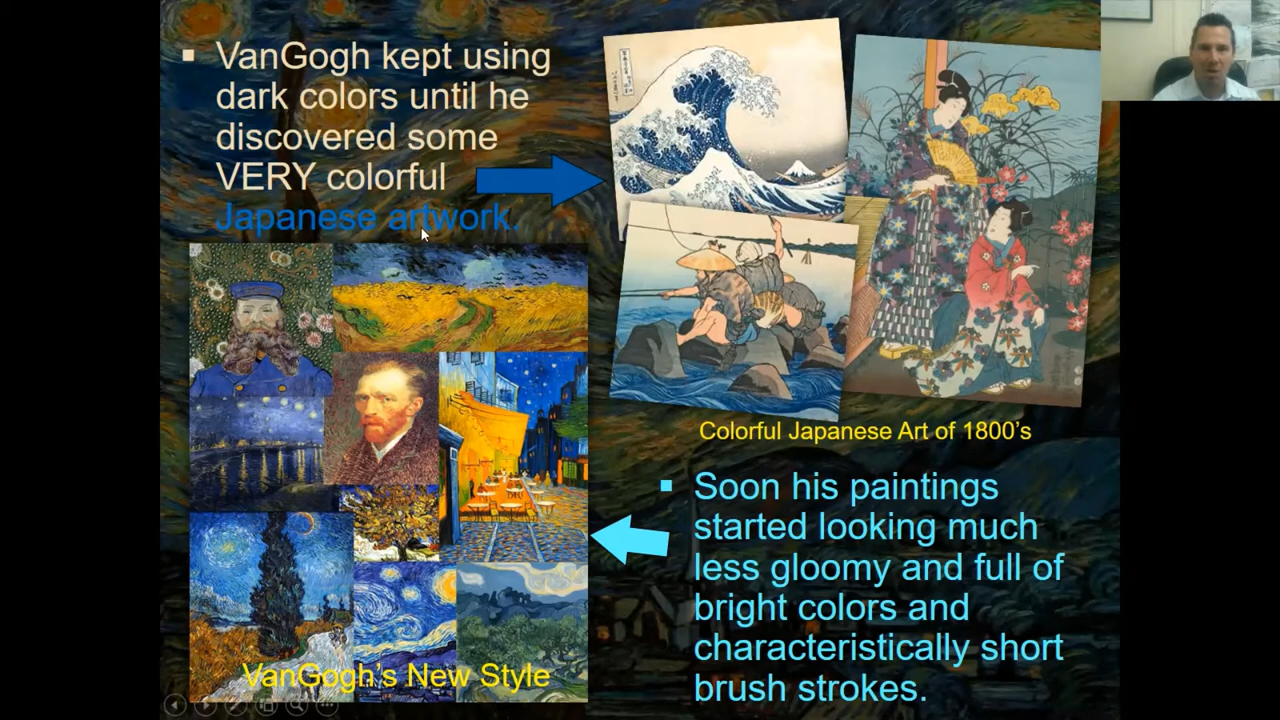 ▪ VanGogh kept using
dark colors until he
discovered some
VERY colorful
Japanese artwork.
Colorful Japanese Art of 1800's
▪ Soon his paintings
started looking much
less gloomy and full of
bright colors and
characteristically short
brush strokes.
VanGogh's New Style